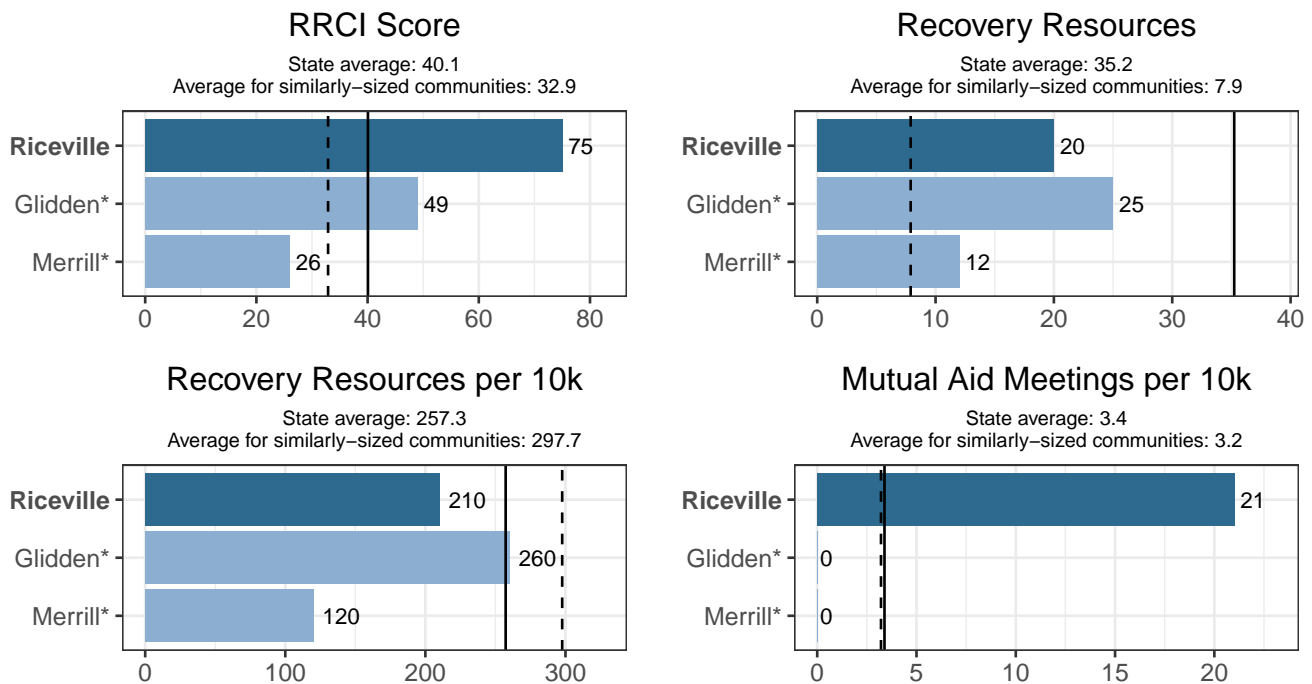 RRCI Score
State average: 40.1
Average for similarly−sized communities: 32.9
Riceville
75
Glidden*
49
Merrill*
26
0 20 40 60 80
Recovery Resources
State average: 35.2
Average for similarly−sized communities: 7.9
Riceville
20
Glidden*
25
Merrill*
12
0 10 20 30 40
Recovery Resources per 10k
State average: 257.3
Average for similarly−sized communities: 297.7
Riceville
210
Glidden*
260
Merrill*
120
0 100 200 300
Mutual Aid Meetings per 10k
State average: 3.4
Average for similarly−sized communities: 3.2
Riceville
21
Glidden*
0
Merrill*
0
0 5 10 15 20